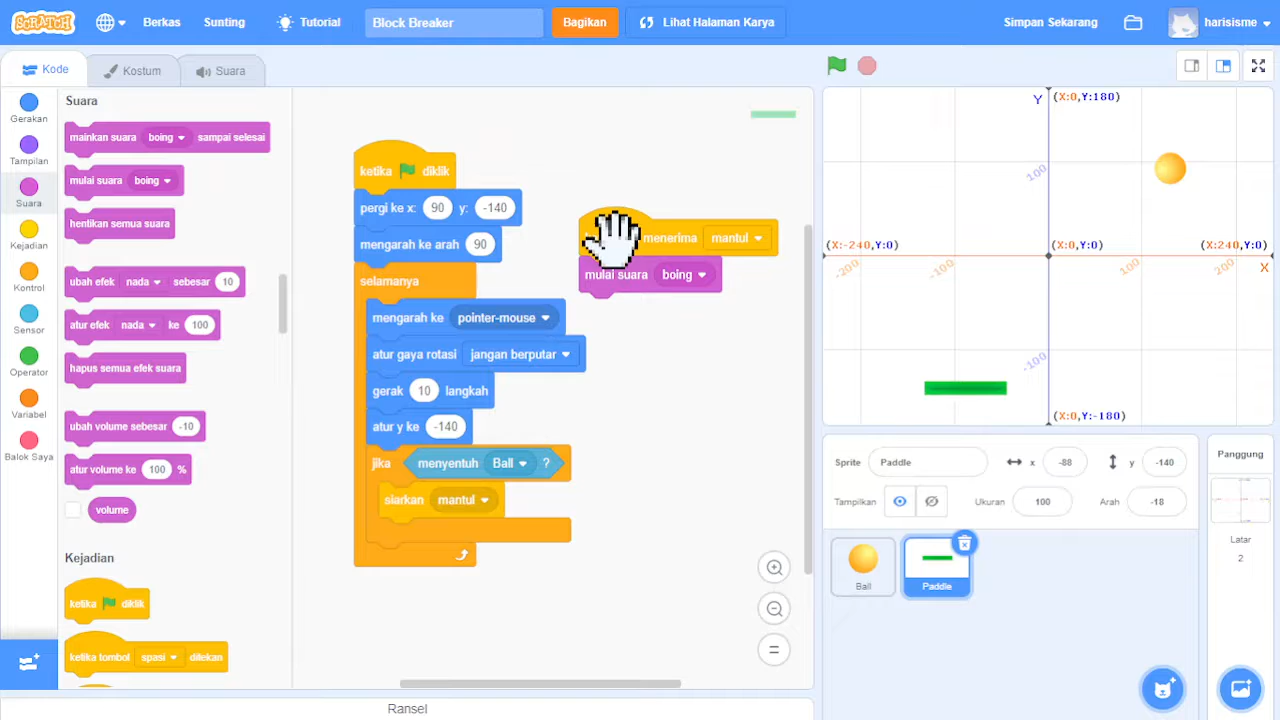 SCRATCH
Berkas
Sunting
Tutorial
Block Breaker
Bagikan
Lihat Halaman Karya
Simpan Sekarang
harisisme
Kode
Kostum
Suara
Gerakan
Tampilan
Suara
Kejadian
Kontrol
Sensor
Operator
Variabel
Balok Saya
Suara
mainkan suara boing sampai selesai
mulai suara boing
hentikan semua suara
ubah efek nada sebesar 10
atur efek nada ke 100
hapus semua efek suara
ubah volume sebesar -10
atur volume ke 100 %
volume
Kejadian
ketika diklik
ketika tombol spasi ditekan
ketika diklik
pergi ke x: 90 y: -140
mengarah ke arah 90
selamanya
mengarah ke pointer-mouse
atur gaya rotasi jangan berputar
gerak 10 langkah
atur y ke -140
jika menyentuh Ball ?
siarkan mantul
menerima mantul
mulai suara boing
Y (X:0,Y:180)
100
(X:-240,Y:0) (X:0,Y:0) (X:240,Y:0)
-200 -100 100 200 X
-100
(X:0,Y:-180)
Sprite Paddle x -88 y -140
Tampilkan Ukuran 100 Arah -18
Ball
Paddle
Panggung
Latar
2
Ransel